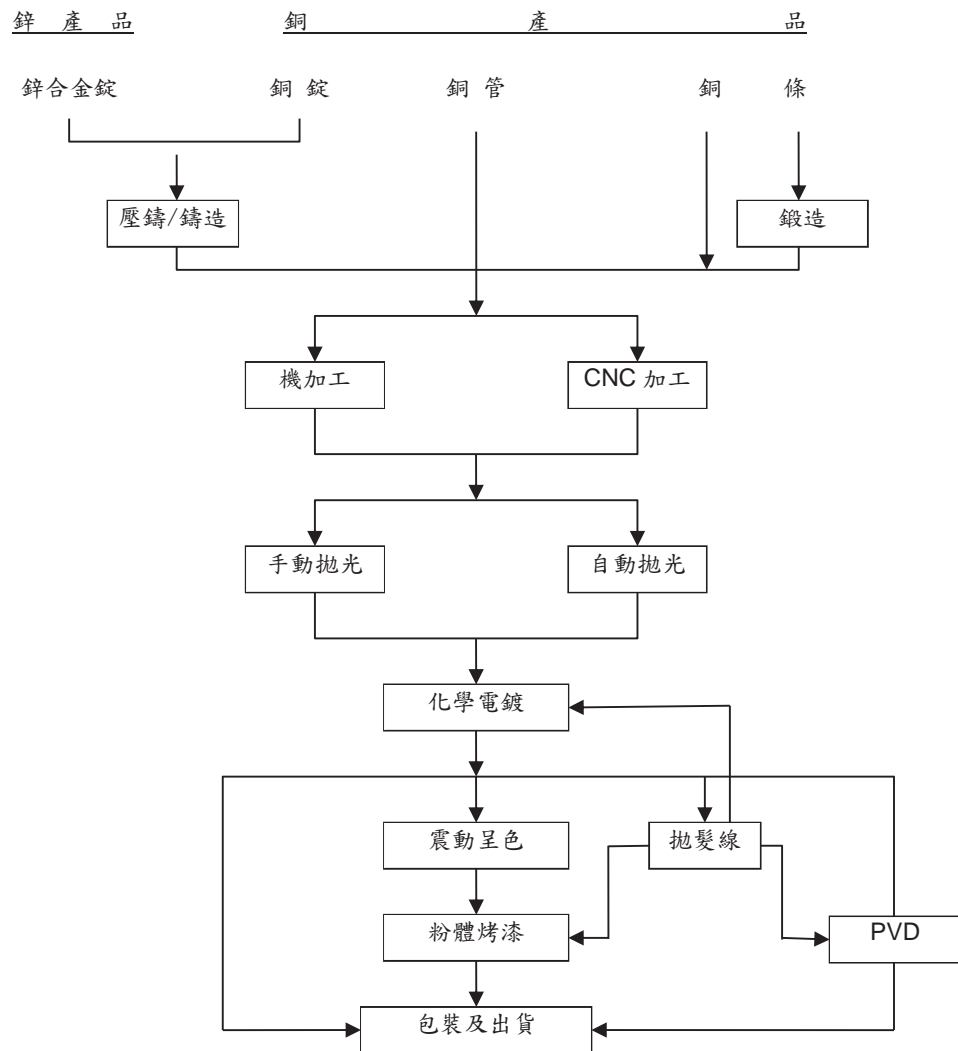 鋅產品 銅產品
鋅合金錠 銅錠 銅管 銅條
壓鑄/鑄造 鍛造
機加工 CNC 加工
手動拋光 自動拋光
化學電鍍
震動呈色 拋髮線
粉體烤漆 PVD
包裝及出貨